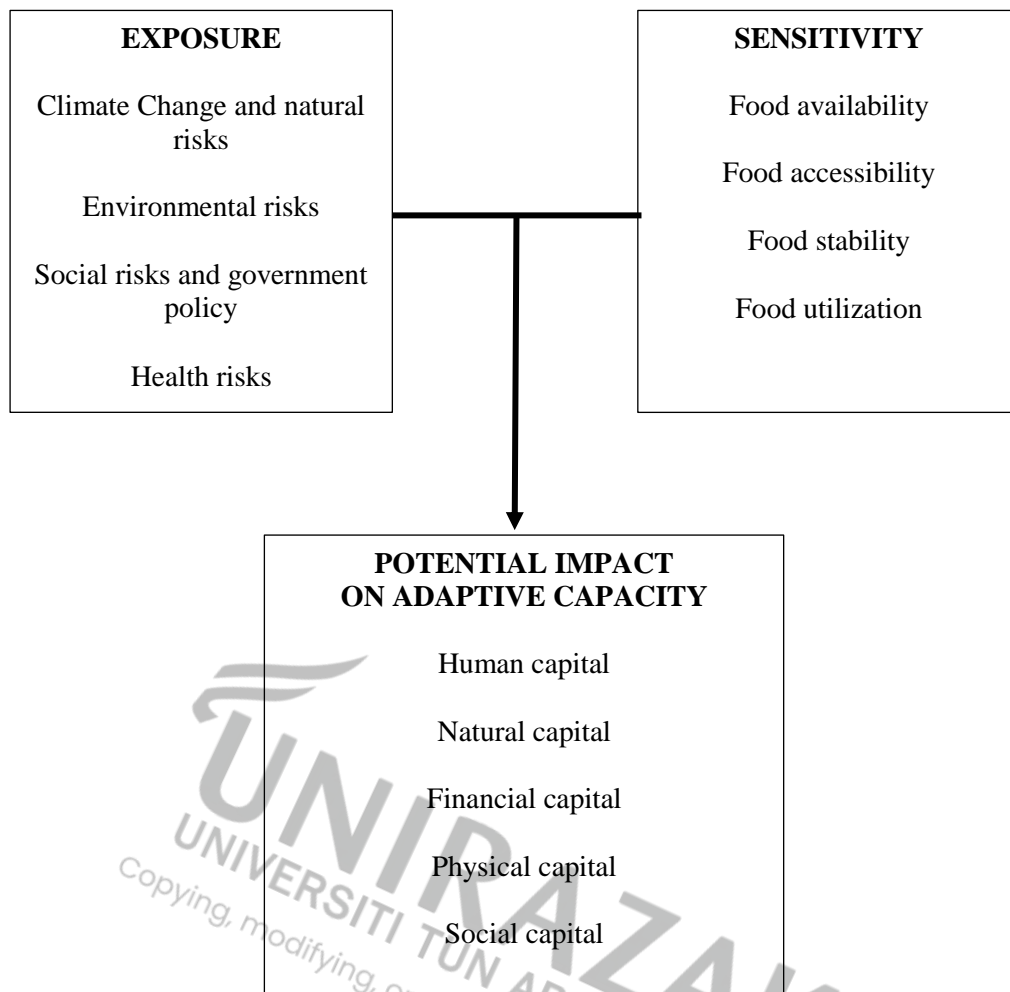 EXPOSURE
Climate Change and natural
risks
Environmental risks
Social risks and government
policy
Health risks
SENSITIVITY
Food availability
Food accessibility
Food stability
Food utilization
POTENTIAL IMPACT
ON ADAPTIVE CAPACITY
Human capital
Natural capital
Financial capital
Physical capital
Social capital
UNIRAZAK
UNIVERSITI TUN
Copying, modifying,